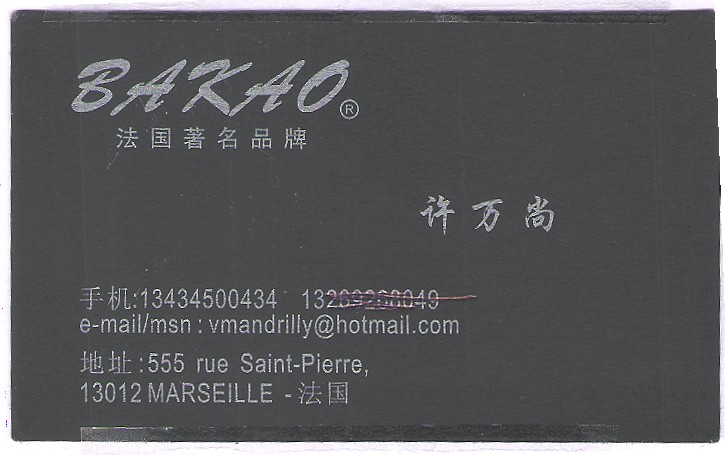 BAKAO®
法国著名品牌
许万尚
手机:13434500434 13269268049
e-mail/msn : vmandrilly@hotmail.com
地址 : 555 rue Saint-Pierre,
13012 MARSEILLE - 法国